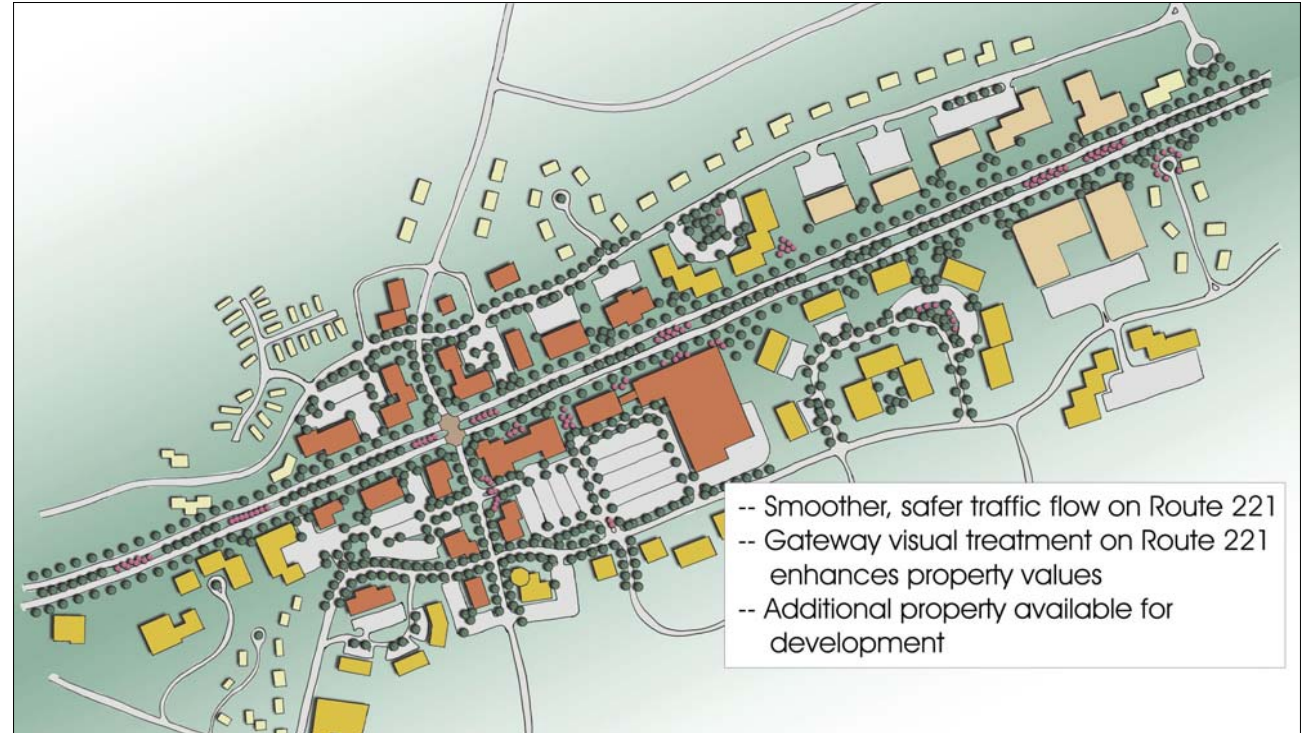 -- Smoother, safer traffic flow on Route 221
-- Gateway visual treatment on Route 221
enhances property values
-- Additional property available for
development